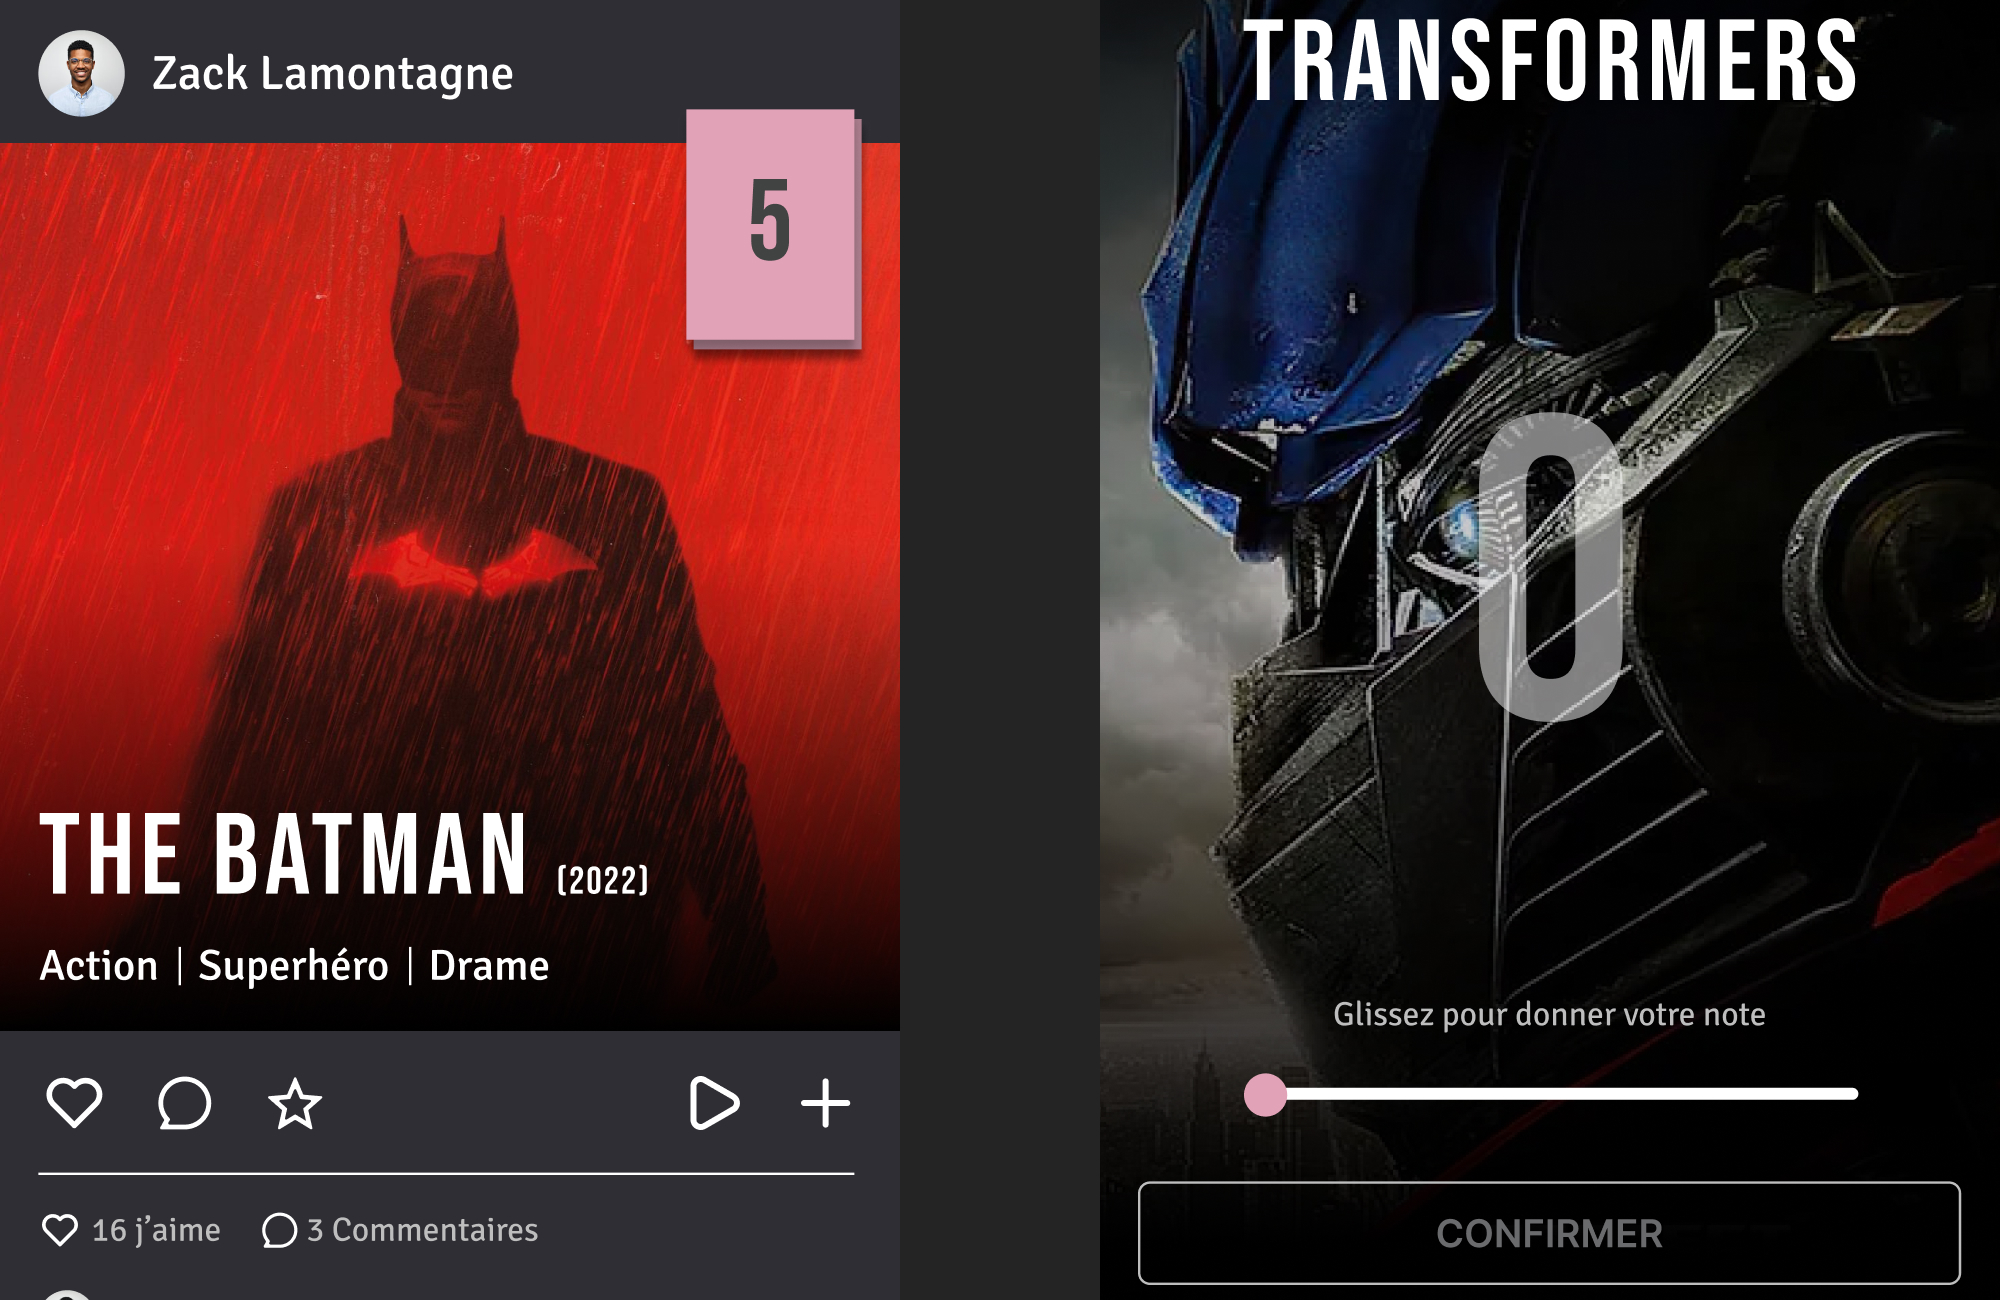 Zack Lamontagne
5
THE BATMAN (2022)
Action | Superhéro | Drame
16 j’aime 3 Commentaires
TRANSFORMERS
0
Glissez pour donner votre note
CONFIRMER